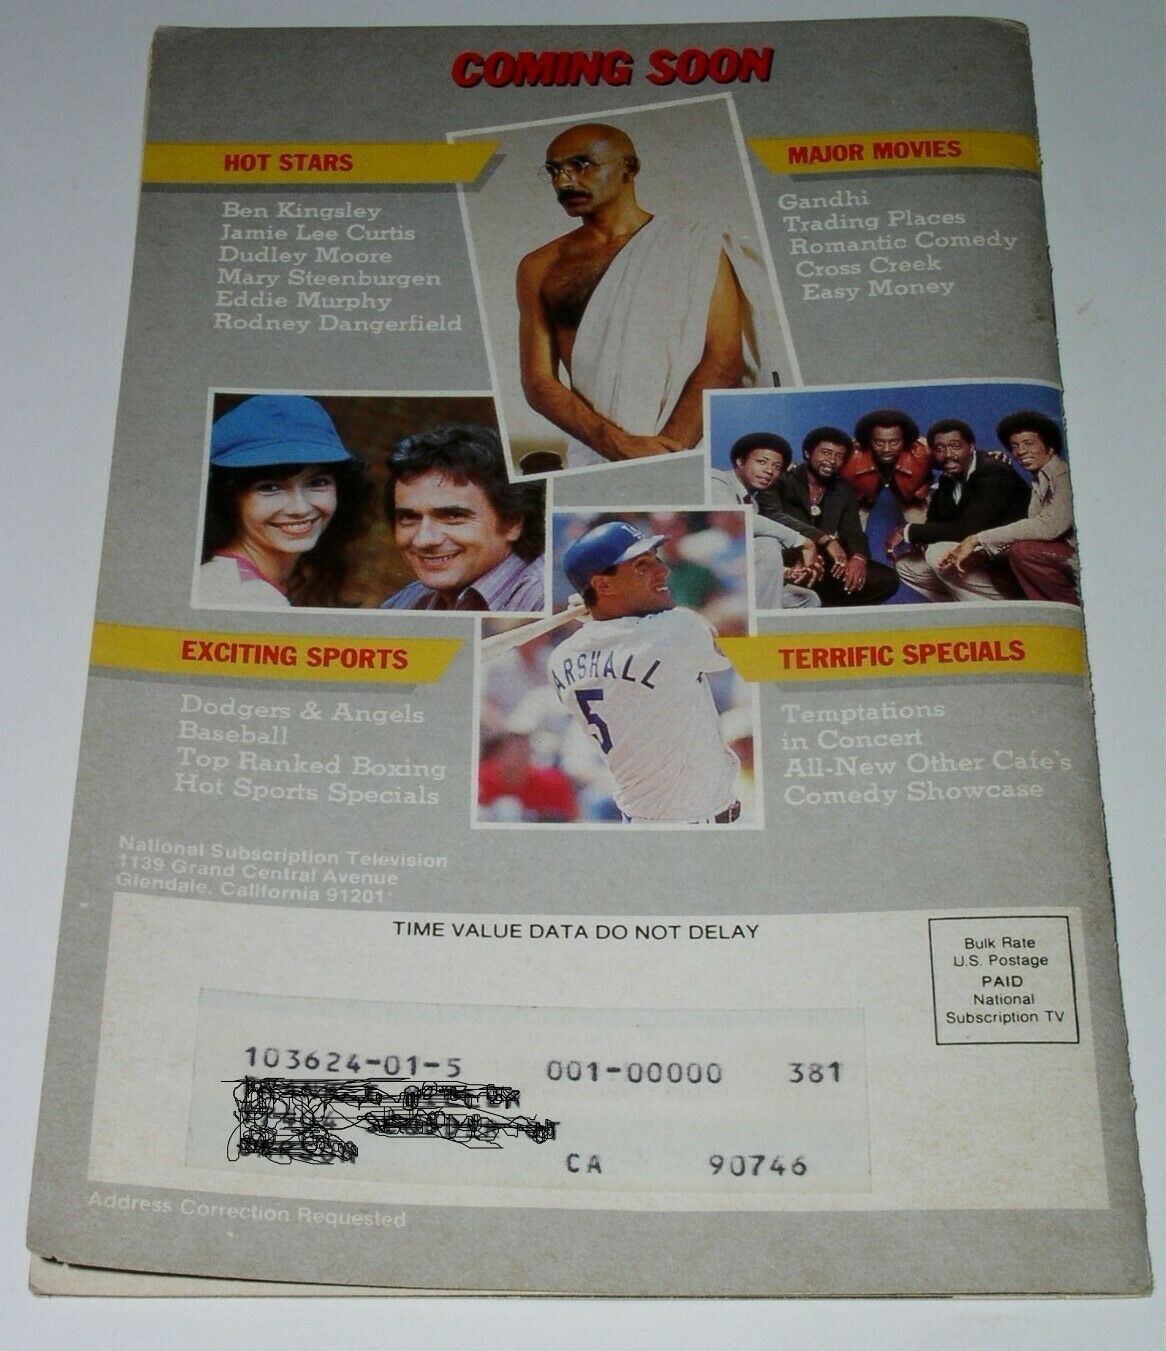 COMING SOON
HOT STARS
Ben Kingsley
Jamie Lee Curtis
Dudley Moore
Mary Steenburgen
Eddie Murphy
Rodney Dangerfield
MAJOR MOVIES
Gandhi
Trading Places
Romantic Comedy
Cross Creek
Easy Money
ARSHALL
5
EXCITING SPORTS
Dodgers & Angels
Baseball
Top Ranked Boxing
Hot Sports Specials
TERRIFIC SPECIALS
Temptations
in Concert
All-New Other Cafe's
Comedy Showcase
National Subscription Television
1139 Grand Central Avenue
Glendale, California 91201
TIME VALUE DATA DO NOT DELAY
Bulk Rate
U.S. Postage
PAID
National
Subscription TV
103624-01-5 001-00000 381
CA 90746
Address Correction Requested